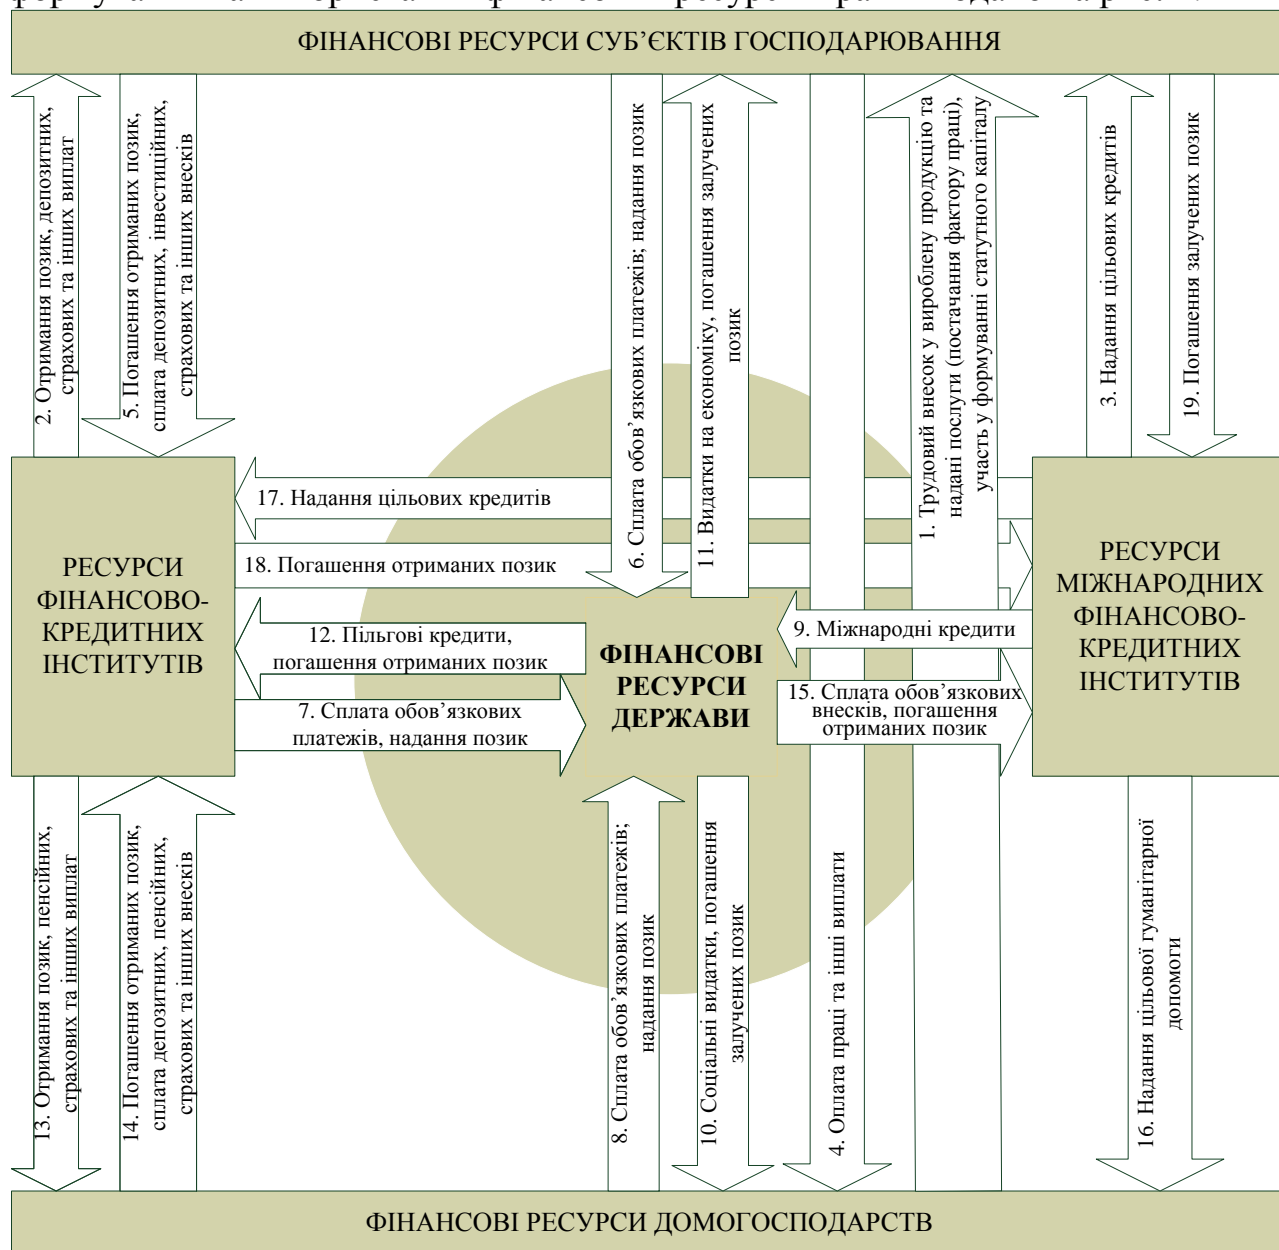 ФІНАНСОВІ РЕСУРСИ СУБ’ЄКТІВ ГОСПОДАРЮВАННЯ
2. Отримання позик, депозитних,
страхових та інших виплат
5. Погашення отриманих позик,
сплата депозитних, інвестиційних,
страхових та інших внесків
6. Сплата обов’язкових платежів; надання позик
11. Видатки на економіку, погашення залучених
позик
1. Трудовий внесок у вироблену продукцію та
надані послуги (постачання фактору праці),
участь у формуванні статутного капіталу
3. Надання цільових кредитів
19. Погашення залучених позик
17. Надання цільових кредитів
18. Погашення отриманих позик
РЕСУРСИ
ФІНАНСОВО-
КРЕДИТНИХ
ІНСТИТУТІВ
12. Пільгові кредити,
погашення отриманих позик
7. Сплата обов’язкових
платежів, надання позик
ФІНАНСОВІ
РЕСУРСИ
ДЕРЖАВИ
9. Міжнародні кредити
15. Сплата обов’язкових
внесків, погашення
отриманих позик
РЕСУРСИ
МІЖНАРОДНИХ
ФІНАНСОВО-
КРЕДИТНИХ
ІНСТИТУТІВ
13. Отримання позик, пенсійних,
страхових та інших виплат
14. Погашення отриманих позик,
сплата депозитних, пенсійних,
страхових та інших внесків
8. Сплата обов’язкових платежів;
надання позик
10. Соціальні видатки, погашення
залучених позик
4. Оплата праці та інші виплати
16. Надання цільової гуманітарної
допомоги
ФІНАНСОВІ РЕСУРСИ ДОМОГОСПОДАРСТВ